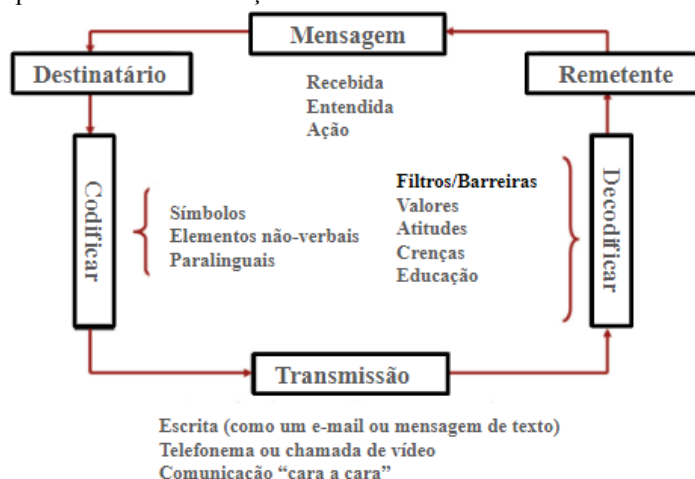 Mensagem
Destinatário
Remetente
Recebida
Entendida
Ação
Codificar
Símbolos
Elementos não-verbais
Paralinguais
Filtros/Barreiras
Valores
Atitudes
Crenças
Educação
Decodificar
Transmissão
Escrita (como um e-mail ou mensagem de texto)
Telefonema ou chamada de vídeo
Comunicação “cara a cara”